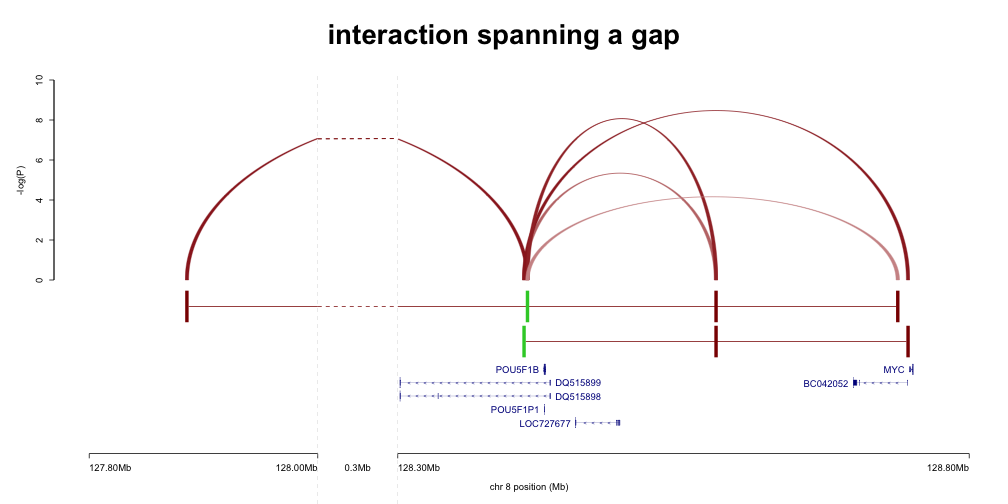 interaction spanning a gap
10
8
6
4
2
0
-log(P)
POU5F1B
MYC
DQ515899
BC042052
DQ515898
POU5F1P1
LOC727677
127.80Mb 128.00Mb 0.3Mb 128.30Mb 128.80Mb
chr 8 position (Mb)